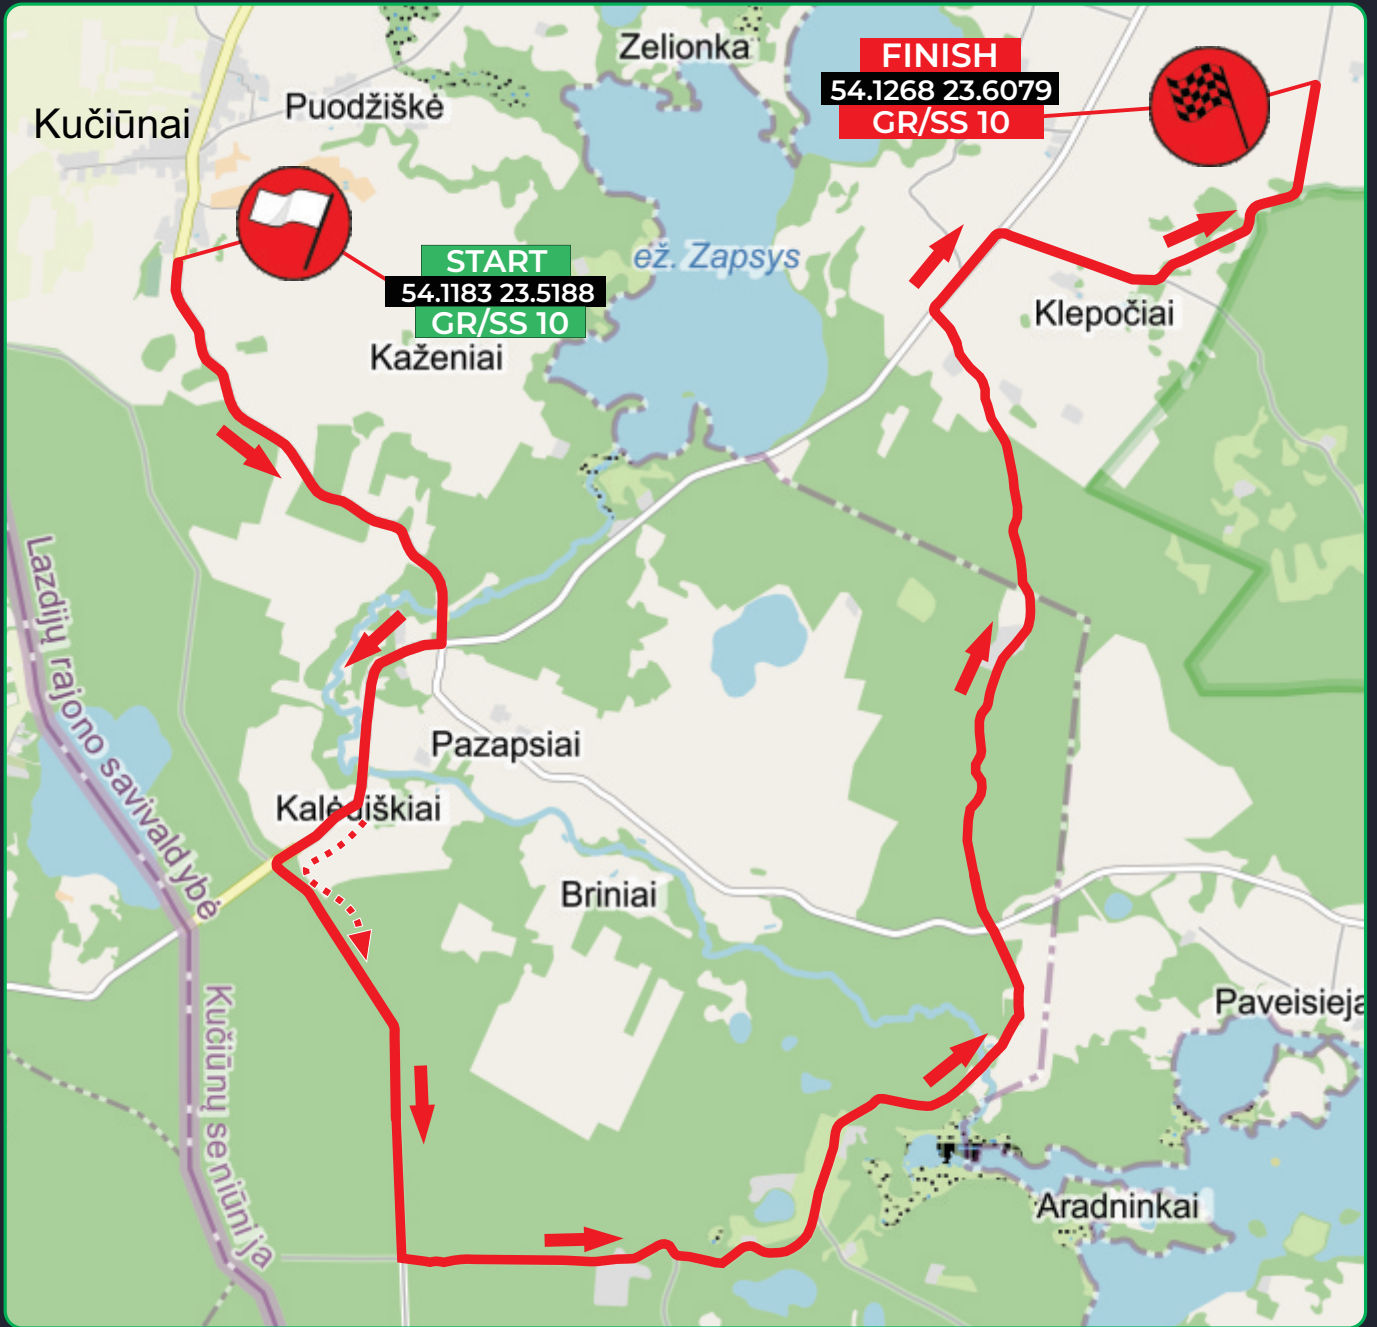 Zelionka
FINISH
54.1268 23.6079
GR/SS 10
Kučiūnai
Puodžiškė
START
54.1183 23.5188
GR/SS 10
ež. Zapsys
Klepočiai
Kaženiai
Lazdijų rajono savivaldybė
Pazapsiai
Kalėdiškiai
Briniai
Kučiūnų seniūnija
Paveisieja
Aradninkai